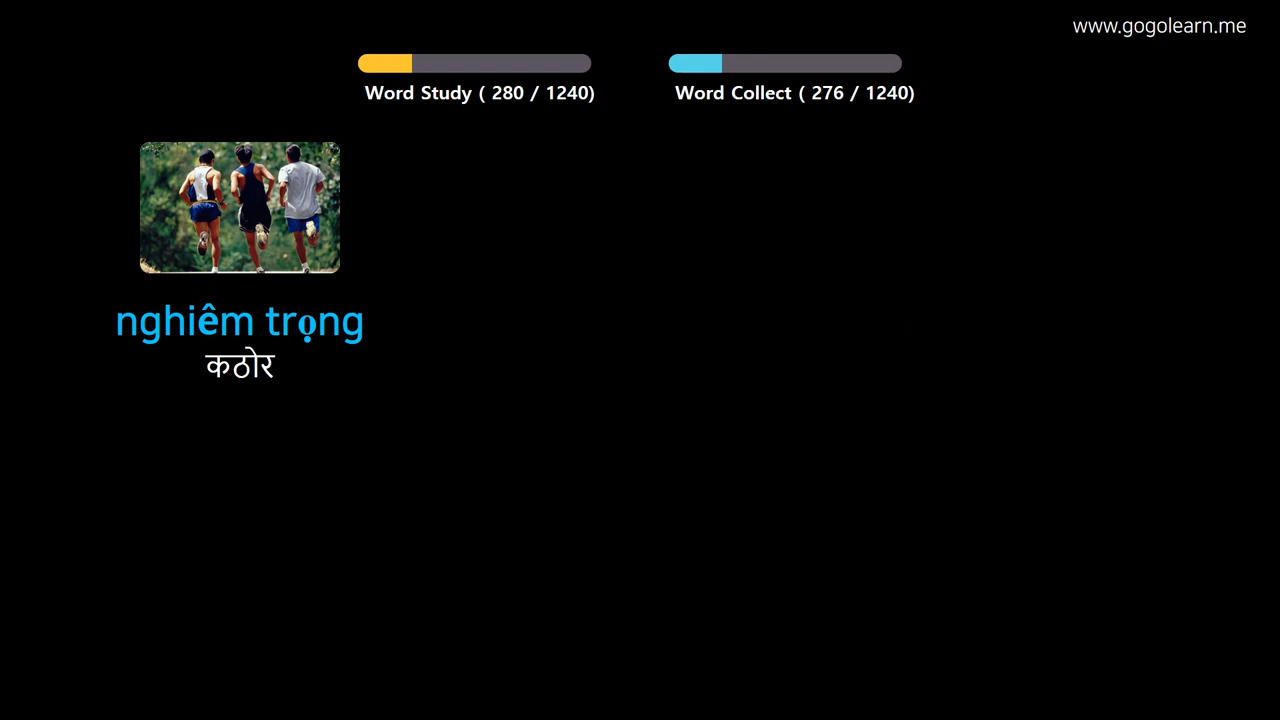 www.gogolearn.me
Word Study ( 280 / 1240)
Word Collect ( 276 / 1240)
nghiêm trọng
कठोर